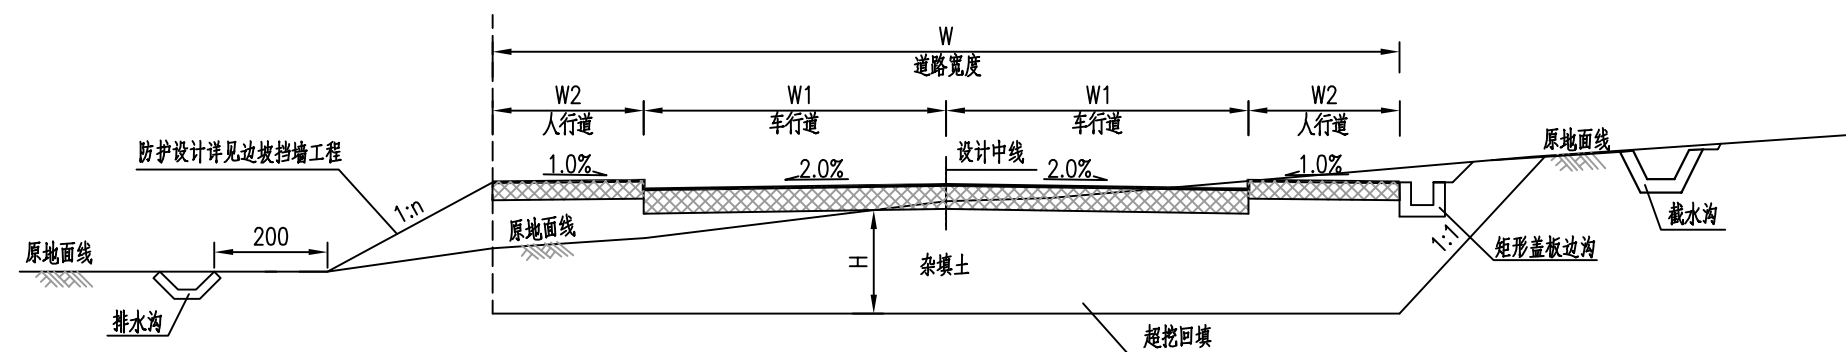 W
道路宽度
W2
W1
W1
W2
人行道
车行道
车行道
人行道
防护设计详见边坡挡墙工程
1.0%
2.0%
设计中线
2.0%
1.0%
原地面线
1:n
原地面线
200
原地面线
H
杂填土
1:1
矩形盖板边沟
截水沟
排水沟
超挖回填